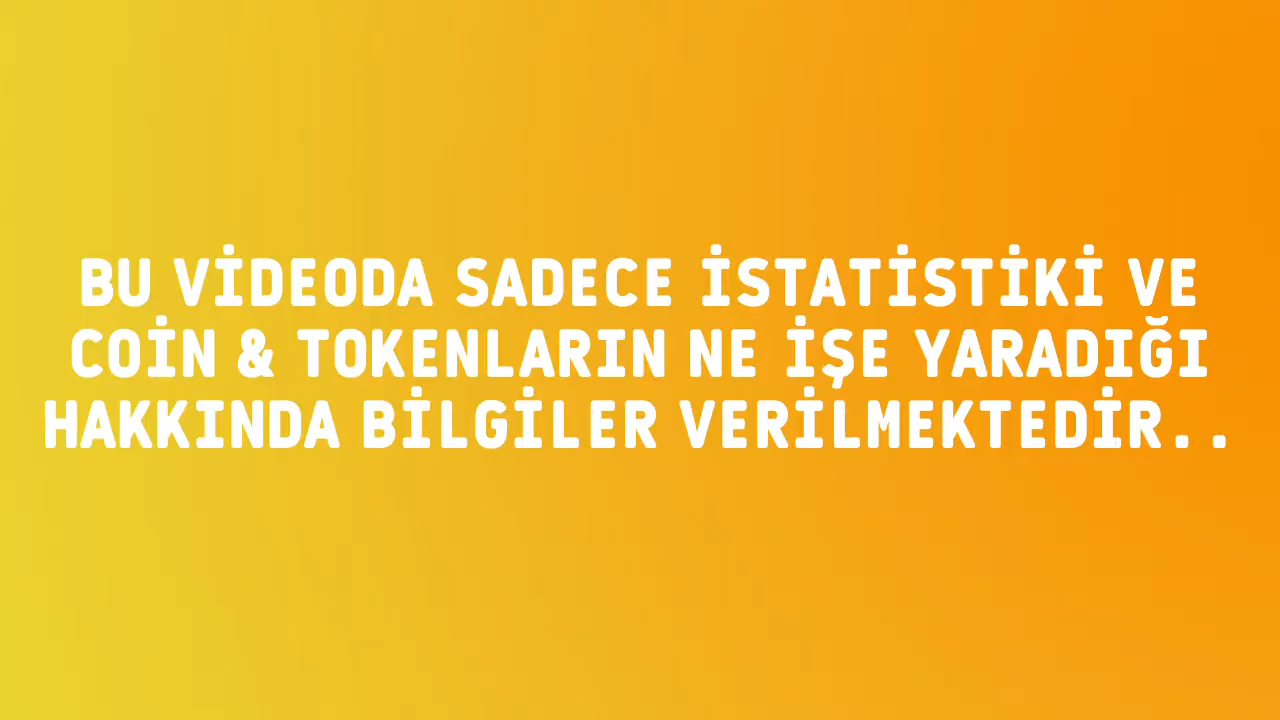 BU VİDEODA SADECE İSTATİSTİKİ VE
COİN & TOKENLARIN NE İŞE YARADIĞI
HAKKINDA BİLGİLER VERİLMEKTEDİR..